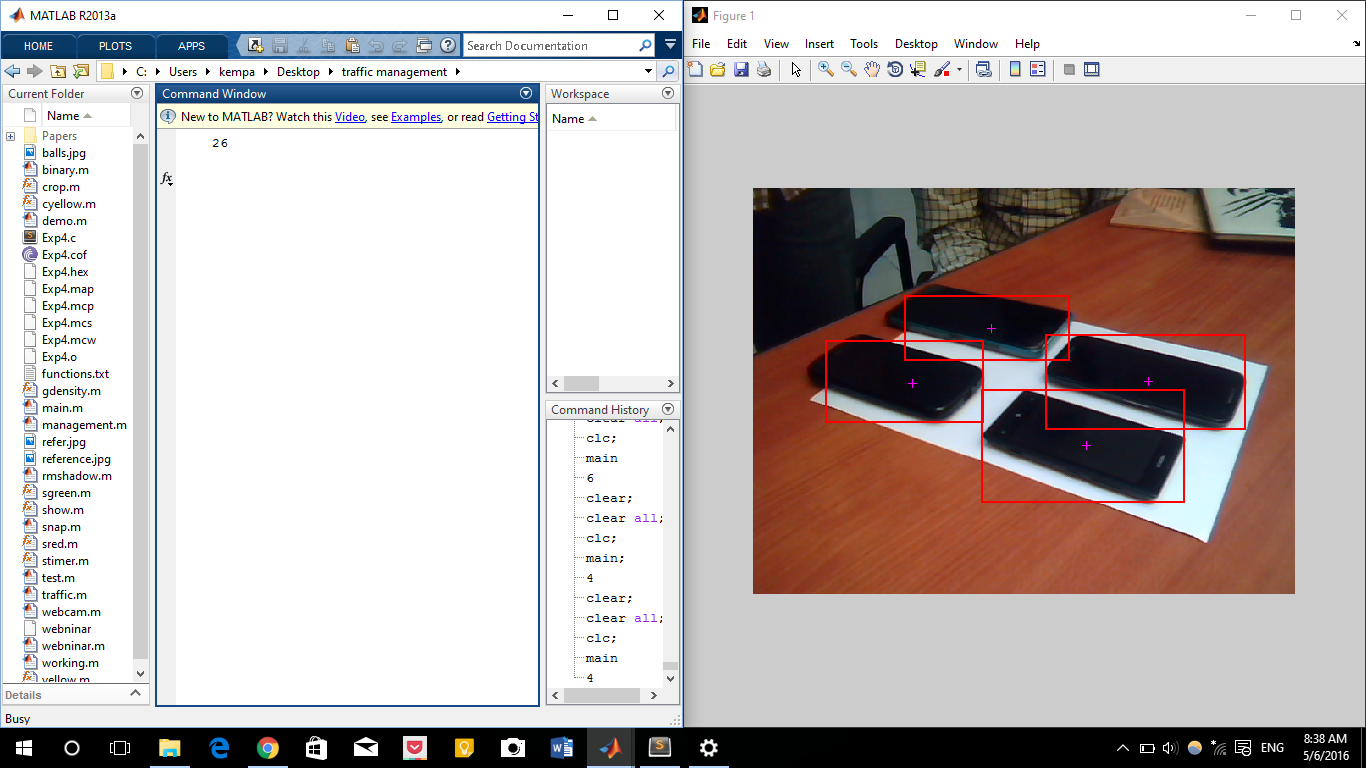 MATLAB R2013a
HOME PLOTS APPS
Search Documentation
C: Users kempa Desktop traffic management
Current Folder
Name
Papers
balls.jpg
binary.m
crop.m
cyellow.m
demo.m
Exp4.c
Exp4.cof
Exp4.hex
Exp4.map
Exp4.mcp
Exp4.mcs
Exp4.mcw
Exp4.o
functions.txt
gdensity.m
main.m
management.m
refer.jpg
reference.jpg
rmshadow.m
sgreen.m
show.m
snap.m
sred.m
stimer.m
test.m
traffic.m
webcam.m
webninar
webninar.m
working.m
yellow.m
Details
Busy
Command Window
New to MATLAB? Watch this Video, see Examples, or read Getting St
26
fx
Workspace
Name
Command History
clear all;
clc;
main
6
clear;
clear all;
clc;
main;
4
clear;
clear all;
clc;
main
4
Figure 1
File Edit View Insert Tools Desktop Window Help
ENG
8:38 AM
5/6/2016